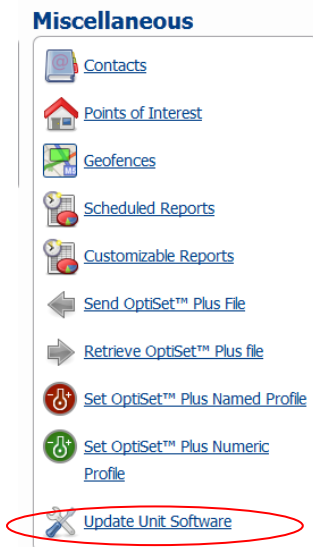 Miscellaneous
Contacts
Points of Interest
Geofences
Scheduled Reports
Customizable Reports
Send OptiSet™ Plus File
Retrieve OptiSet™ Plus file
Set OptiSet™ Plus Named Profile
Set OptiSet™ Plus Numeric
Profile
Update Unit Software